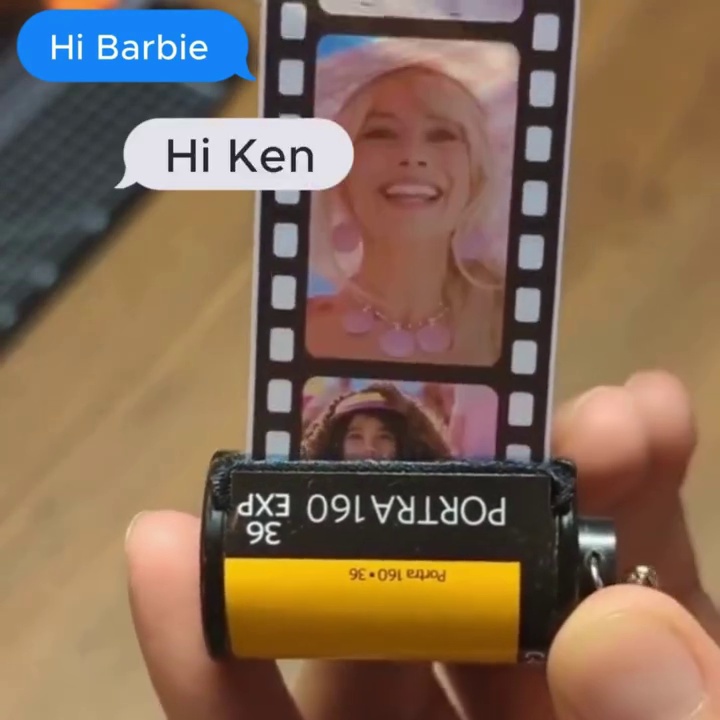 Hi Barbie
Hi Ken
PORTRA 160
36
EXP
Portra 160 • 36